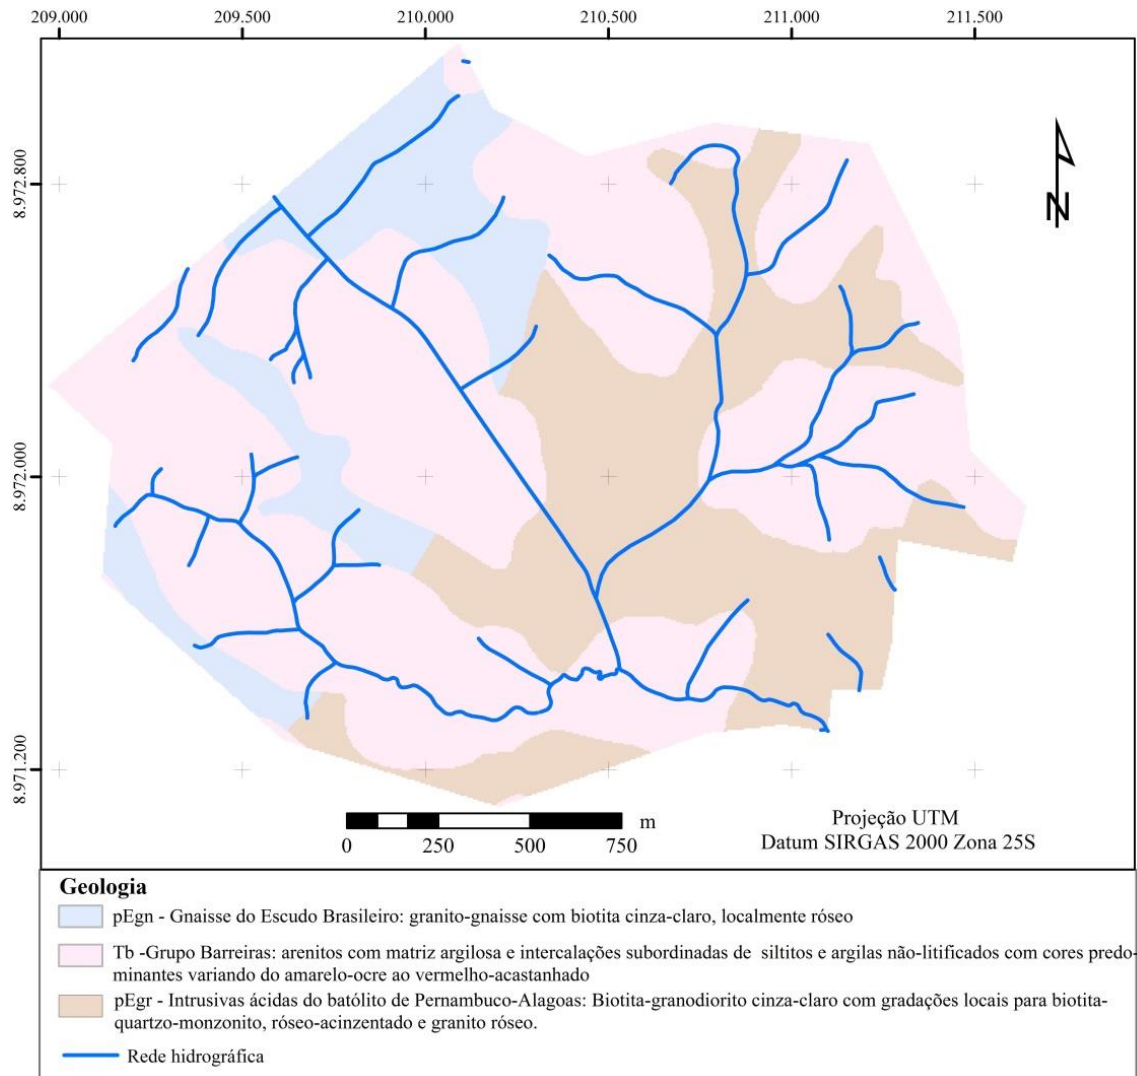 209.000 209.500 210.000 210.500 211.000 211.500
8.972.800
8.972.000
8.971.200
N
0 250 500 750 m
Projeção UTM
Datum SIRGAS 2000 Zona 25S
Geologia
pEgn - Gnaisse do Escudo Brasileiro: granito-gnaisse com biotita cinza-claro, localmente róseo
Tb -Grupo Barreiras: arenitos com matriz argilosa e intercalações subordinadas de siltitos e argilas não-litificados com cores predo-
minantes variando do amarelo-ocre ao vermelho-acastanhado
pEgr - Intrusivas ácidas do batólito de Pernambuco-Alagoas: Biotita-granodiorito cinza-claro com gradações locais para biotita-
quartzo-monzonito, róseo-acinzentado e granito róseo.
Rede hidrográfica